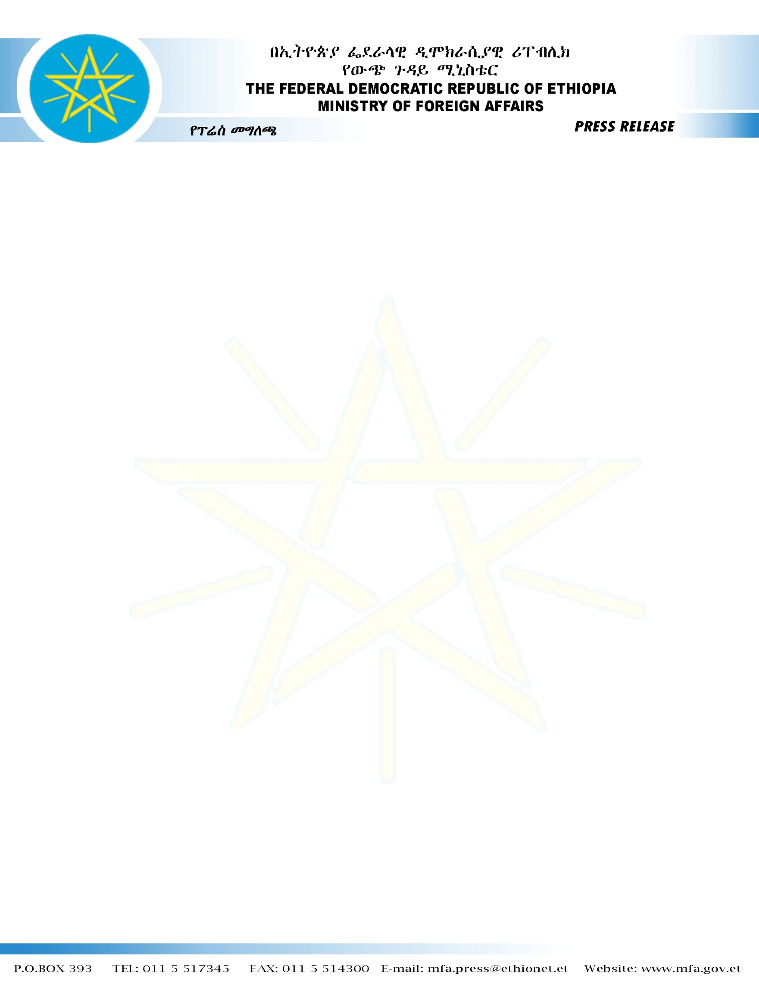 በኢትዮጵያ ፌደራላዊ ዲሞክራሲያዊ ሪፐብሊክ
የውጭ ጉዳይ ሚኒስቴር
THE FEDERAL DEMOCRATIC REPUBLIC OF ETHIOPIA
MINISTRY OF FOREIGN AFFAIRS
የፕሬስ መግለጫ PRESS RELEASE
P.O.BOX 393 TEL: 011 5 517345 FAX: 011 5 514300 E-mail: mfa.press@ethionet.et Website: www.mfa.gov.et